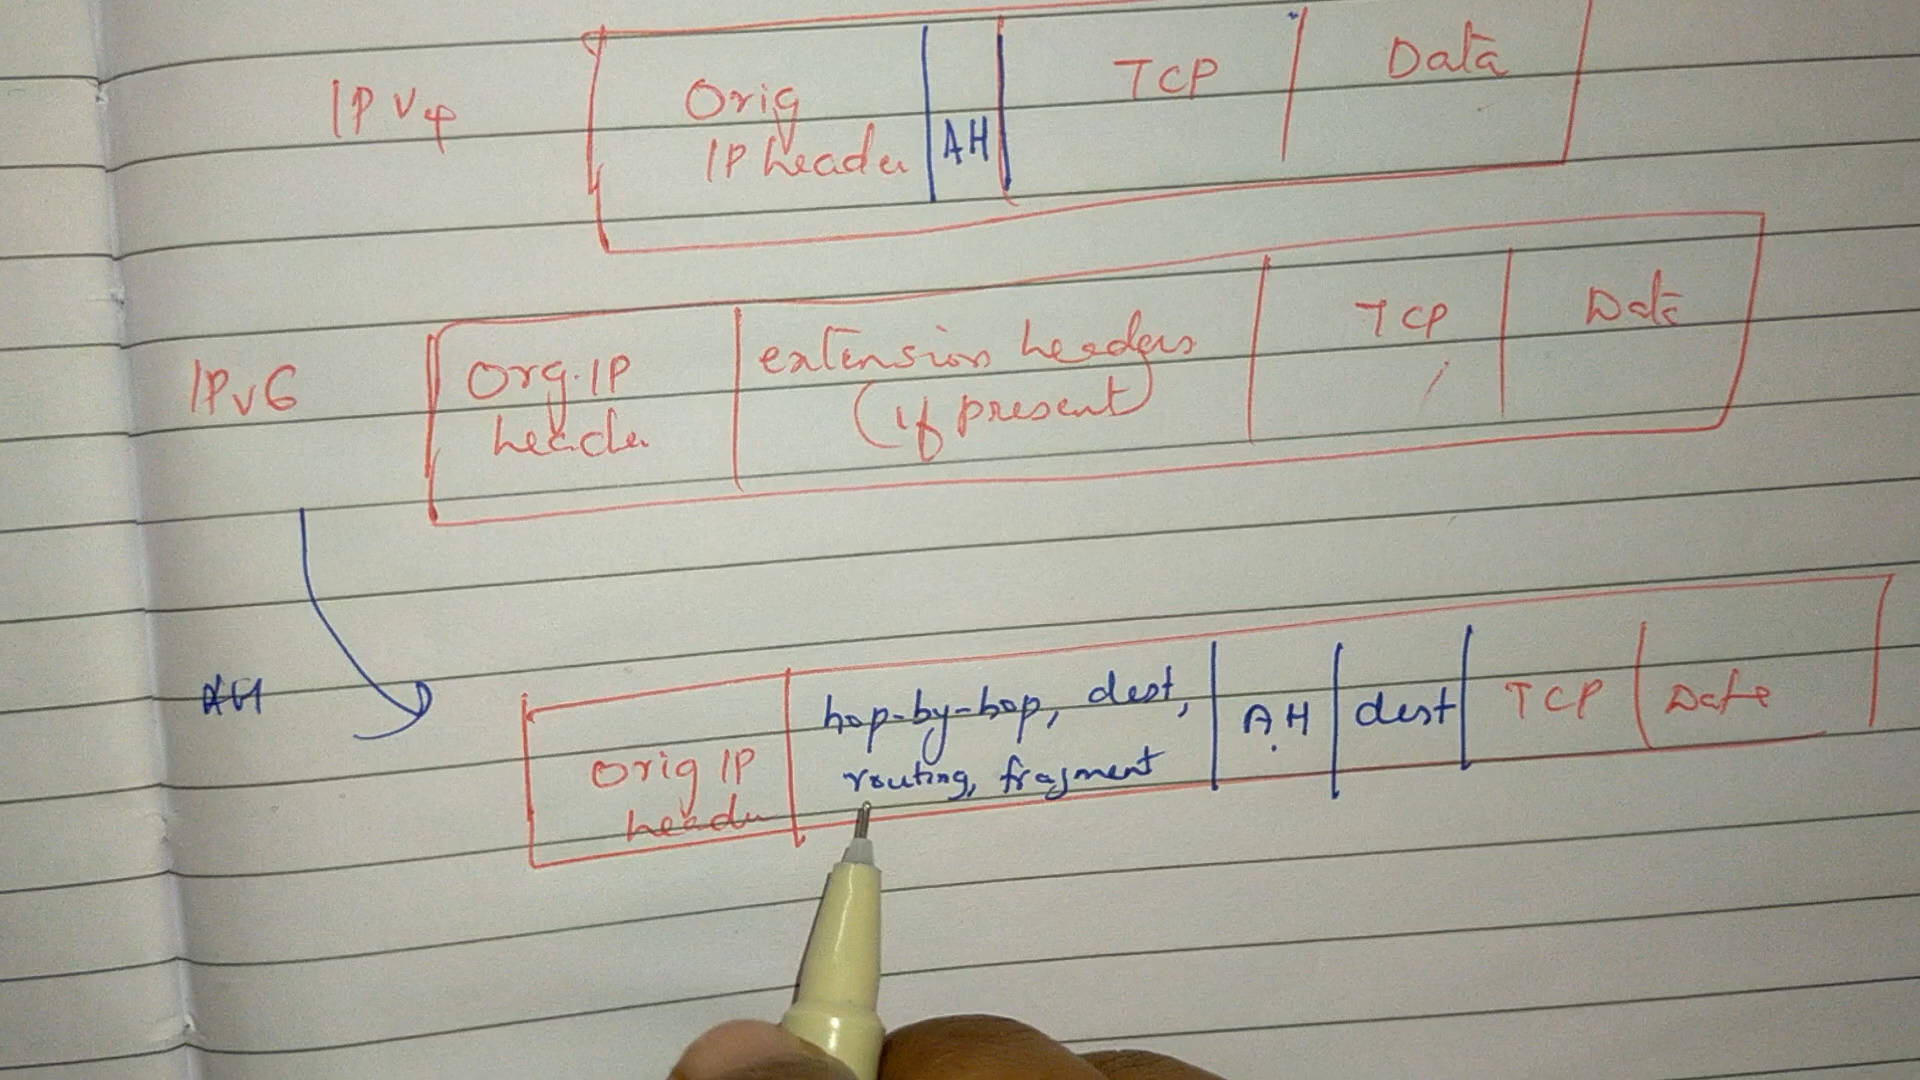 IPv4 Orig IP header AH TCP Data
IPv6 Org.IP header extension headers (if present) TCP Data
Orig IP header hop-by-hop, dest, routing, fragment AH dest TCP Data